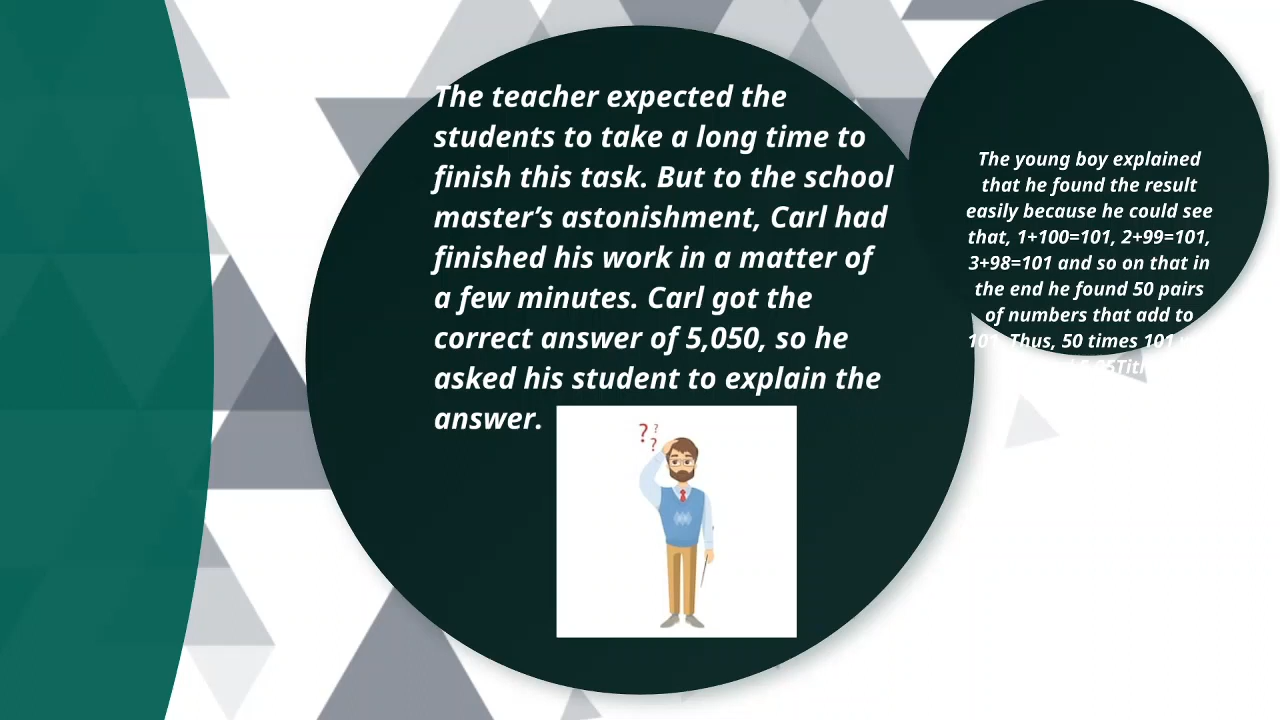 The teacher expected the
students to take a long time to
finish this task. But to the school
master’s astonishment, Carl had
finished his work in a matter of
a few minutes. Carl got the
correct answer of 5,050, so he
asked his student to explain the
answer.
? ? ?
The young boy explained
that he found the result
easily because he could see
that, 1+100=101, 2+99=101,
3+98=101 and so on that in
the end he found 50 pairs
of numbers that add to
101. Thus, 50 times 101